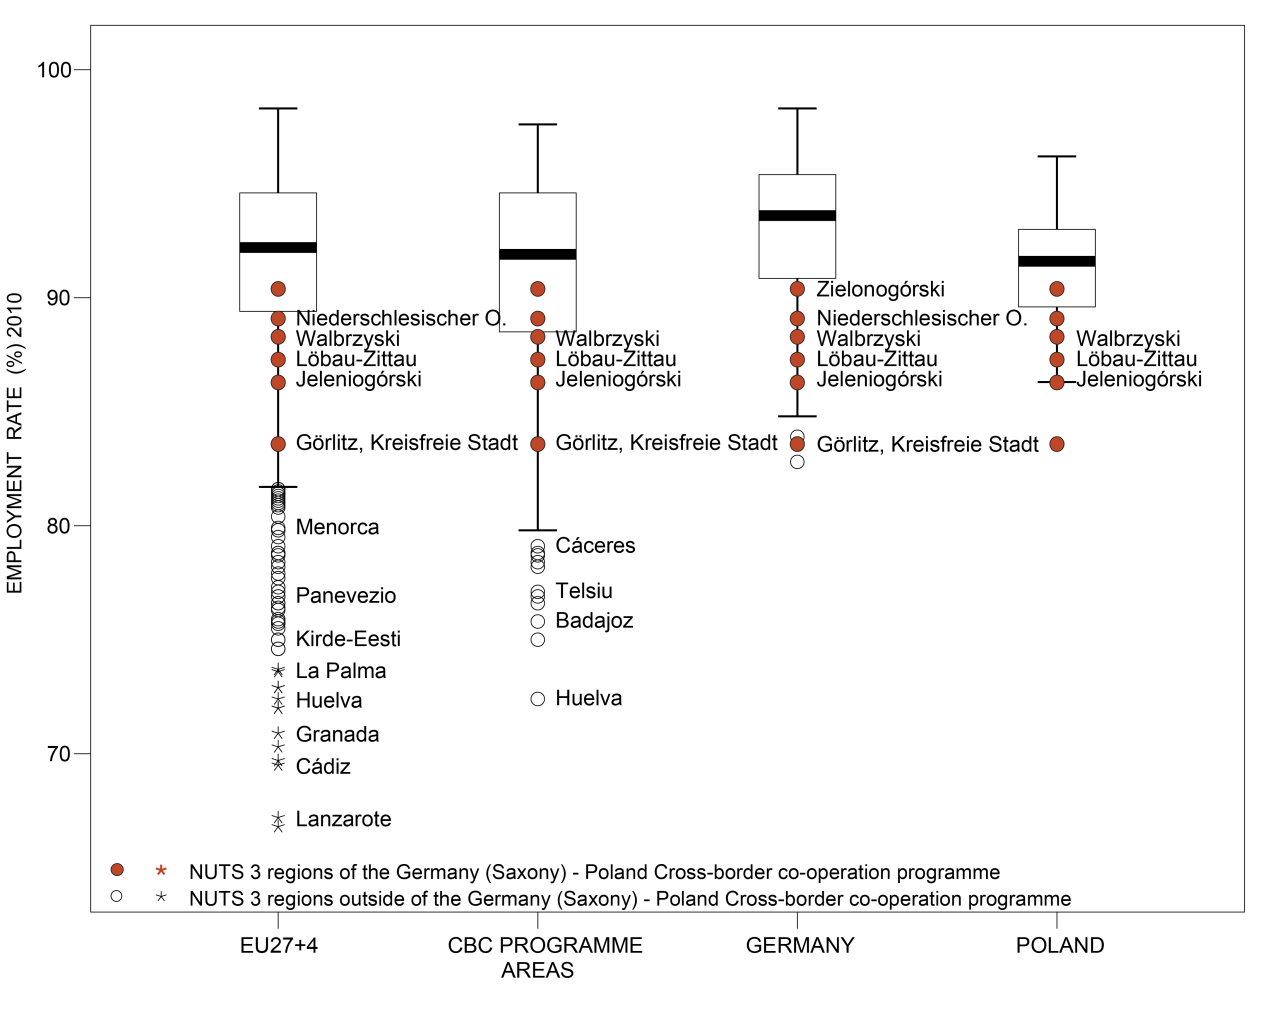 EMPLOYMENT RATE (%) 2010
100
90
80
70
Niederschlesischer O.
Walbrzyski
Löbau-Zittau
Jeleniogórski
Görlitz, Kreisfreie Stadt
Menorca
Panevezio
Kirde-Eesti
La Palma
Huelva
Granada
Cádiz
Lanzarote
Walbrzyski
Löbau-Zittau
Jeleniogórski
Görlitz, Kreisfreie Stadt
Cáceres
Telsiu
Badajoz
Huelva
Zielonogórski
Niederschlesischer O.
Walbrzyski
Löbau-Zittau
Jeleniogórski
Görlitz, Kreisfreie Stadt
Walbrzyski
Löbau-Zittau
Jeleniogórski
NUTS 3 regions of the Germany (Saxony) - Poland Cross-border co-operation programme
NUTS 3 regions outside of the Germany (Saxony) - Poland Cross-border co-operation programme
EU27+4
CBC PROGRAMME
AREAS
GERMANY
POLAND